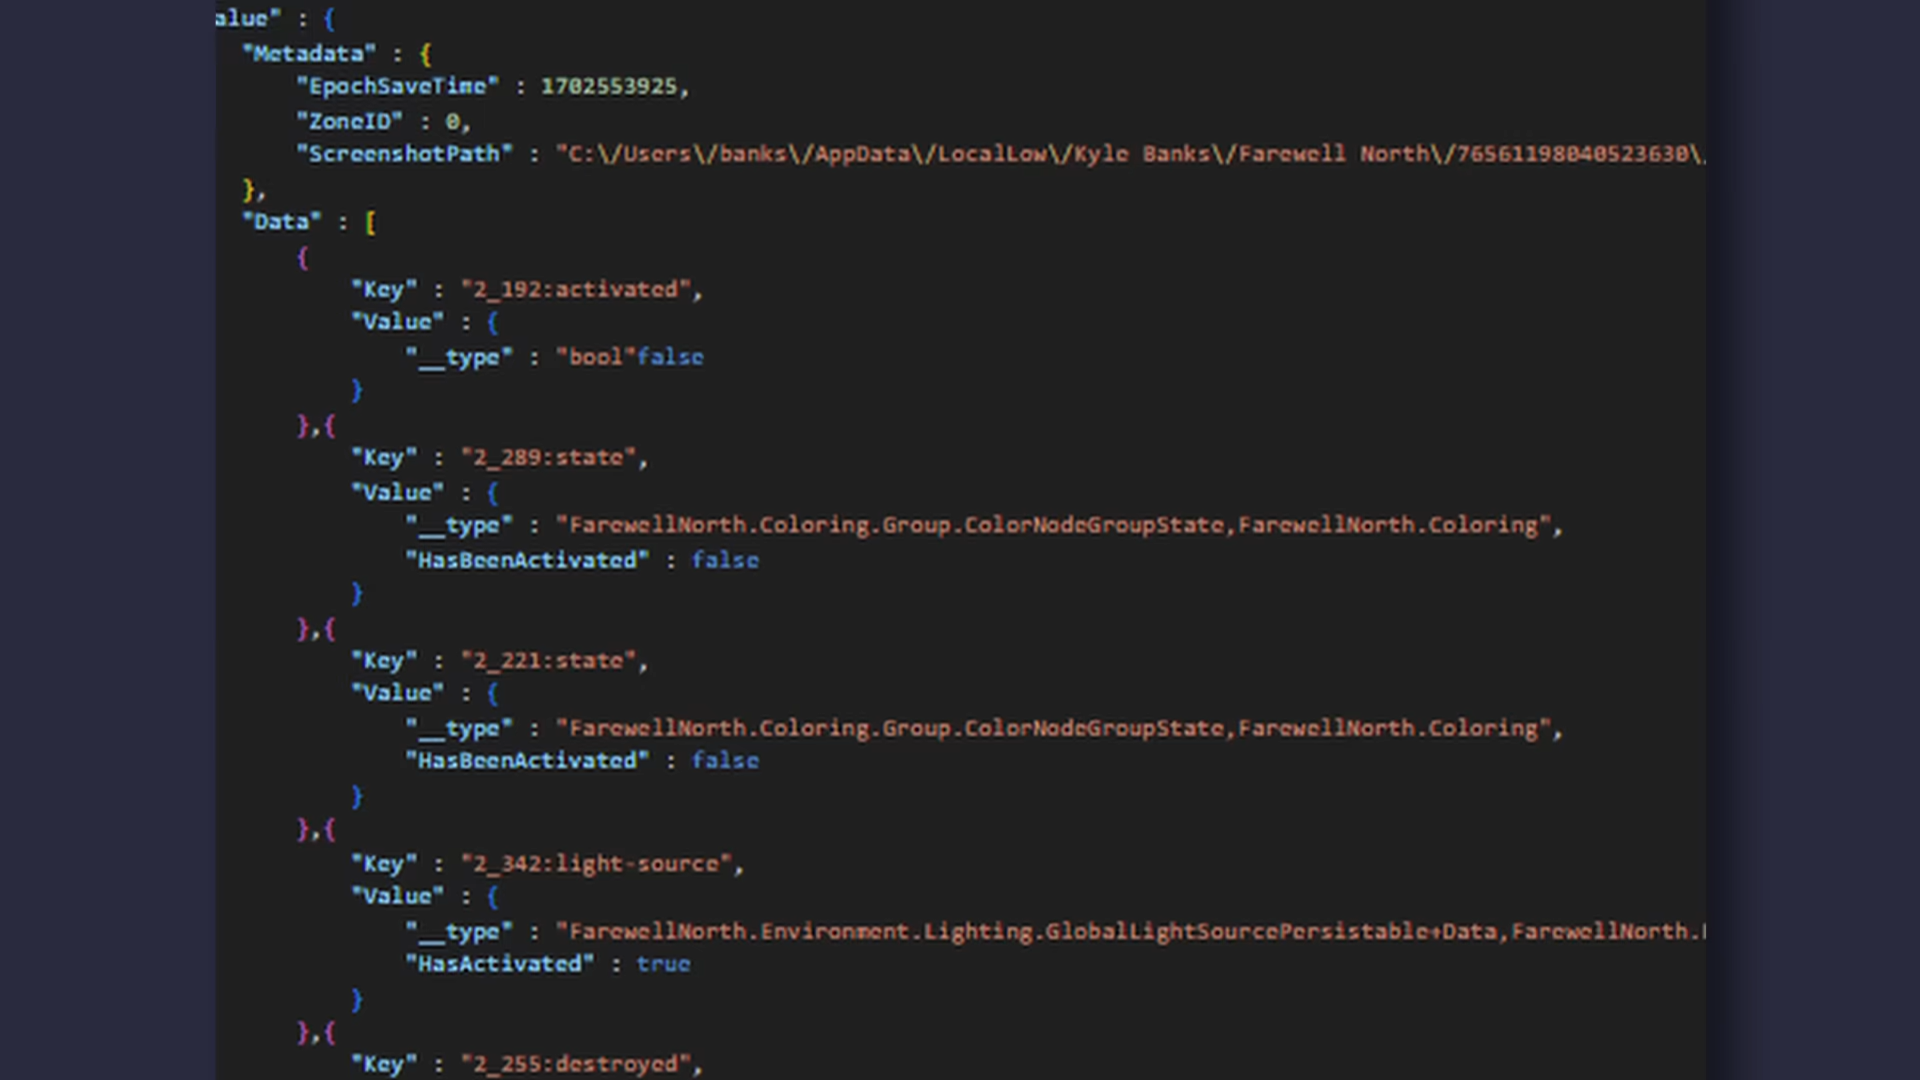 alue" : {
"Metadata" : {
"EpochSaveTime" : 1702553925,
"ZoneID" : 0,
"ScreenshotPath" : "C:\/Users\/banks\/AppData\/LocalLow\/Kyle Banks\/Farewell North\/76561198040523630\/
},
"Data" : [
{
"Key" : "2_192:activated",
"Value" : {
"__type" : "bool"false
}
},{
"Key" : "2_289:state",
"Value" : {
"__type" : "FarewellNorth.Coloring.Group.ColorNodeGroupState,FarewellNorth.Coloring",
"HasBeenActivated" : false
}
},{
"Key" : "2_221:state",
"Value" : {
"__type" : "FarewellNorth.Coloring.Group.ColorNodeGroupState,FarewellNorth.Coloring",
"HasBeenActivated" : false
}
},{
"Key" : "2_342:light-source",
"Value" : {
"__type" : "FarewellNorth.Environment.Lighting.GlobalLightSourcePersistable+Data,FarewellNorth.
"HasActivated" : true
}
},{
"Key" : "2_255:destroyed",